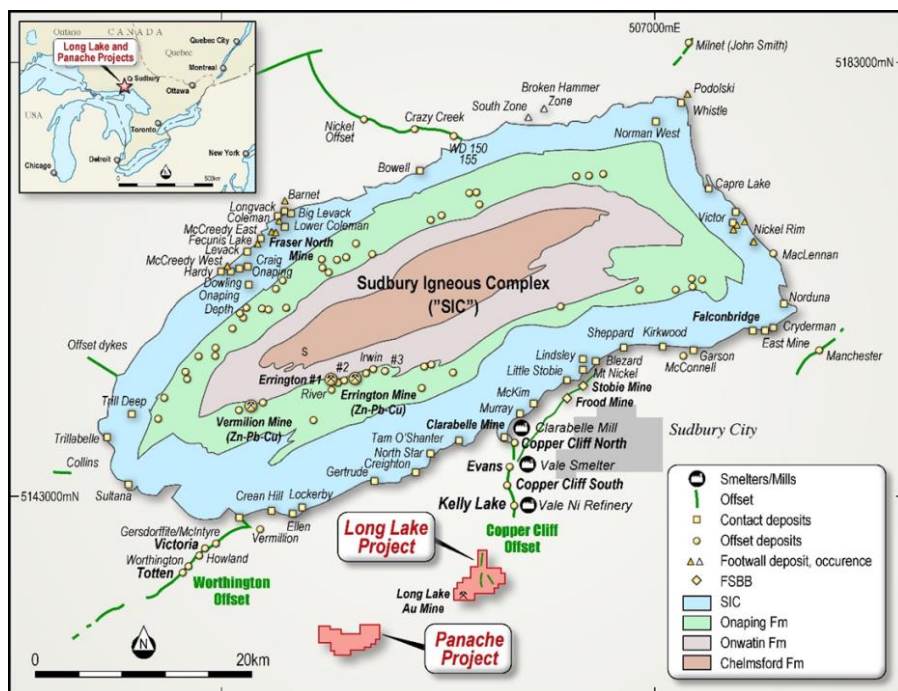 Ontario
CANADA
Quebec
Quebec City
Long Lake and
Panache Projects
Sudbury
Montreal
Ottawa
USA
Toronto
Detroit
Chicago
New York
0
500km
507000mE
Milnet (John Smith)
5183000mN
Broken Hammer
Zone
South Zone
Podolski
Whistle
Crazy Creek
Nickel
Offset
WD 150
155
Norman West
Bowell
Capre Lake
Barnet
Longvack
Coleman
Big Levack
Lower Coleman
McCreedy East
Fecunis Lake
Fraser North
Mine
Levack
McCreedy West
Hardy
Craig
Onaping
Dowling
Onaping
Depth
Victor
Nickel Rim
MacLennan
Sudbury Igneous Complex
("SIC")
Norduna
Falconbridge
Cryderman
East Mine
Sheppard
Kirkwood
Garson
McConnell
Manchester
Offset dykes
S
Irwin
#2
#3
Errington #1
River
Errington Mine
(Zn-Pb-Cu)
Lindsley
Blezard
Little Stobie
Mt Nickel
Stobie Mine
Frood Mine
McKim
Murray
Trill Deep
Vermilion Mine
(Zn-Pb-Cu)
Clarabelle Mine
Clarabelle Mill
Sudbury City
Trillabelle
Tam O'Shanter
Copper Cliff North
North Star
Creighton
Evans
Vale Smelter
Collins
Gertrude
Copper Cliff South
Sultana
5143000mN
Crean Hill
Lockerby
Kelly Lake
Vale Ni Refinery
Ellen
Vermillion
Gersdorffite/McIntyre
Victoria
Howland
Worthington
Totten
Worthington
Offset
Copper Cliff
Offset
Long Lake
Project
Long Lake
Au Mine
Panache
Project
N
0
20km
Smelters/Mills
Offset
Contact deposits
Offset deposits
Footwall deposit, occurence
FSBB
SIC
Onaping Fm
Onwatin Fm
Chelmsford Fm